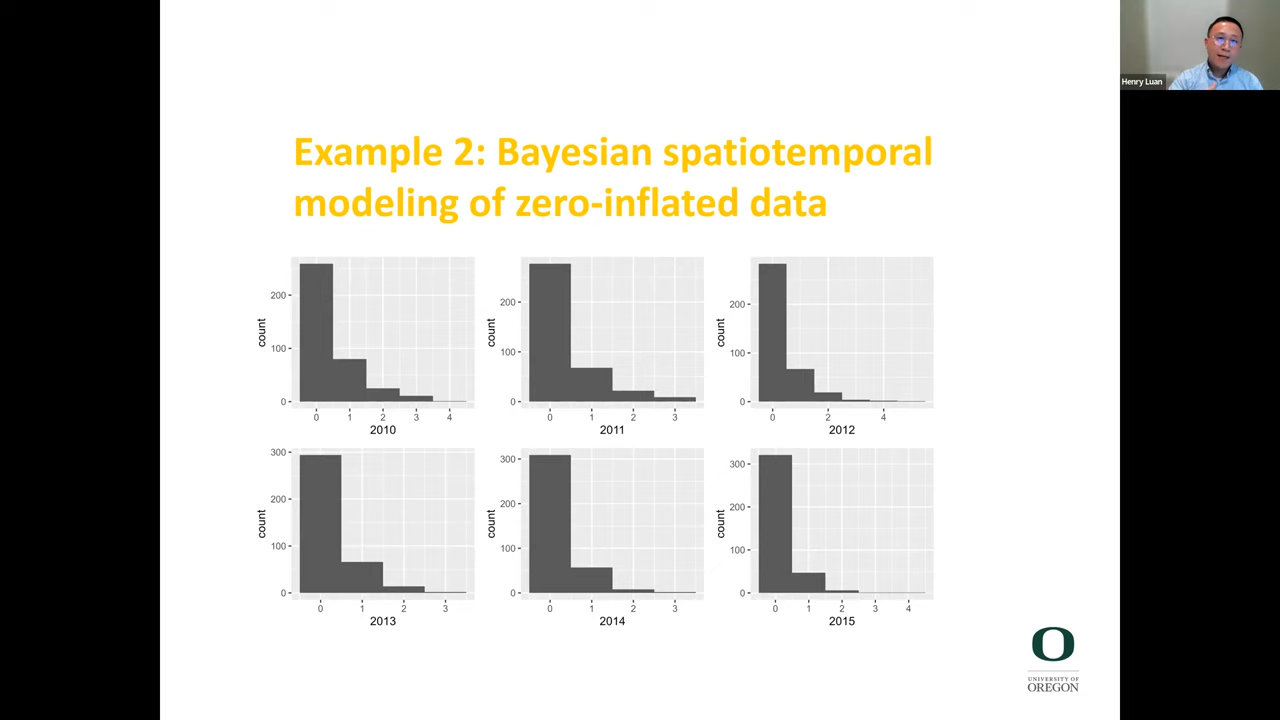 Henry Luan
Example 2: Bayesian spatiotemporal
modeling of zero-inflated data
count
200
100
0
0 1 2 3 4
2010
count
200
100
0
0 1 2 3
2011
count
200
100
0
0 2 4
2012
count
300
200
100
0
0 1 2 3
2013
count
300
200
100
0
0 1 2 3
2014
count
300
200
100
0
0 1 2 3 4
2015
O
UNIVERSITY OF
OREGON